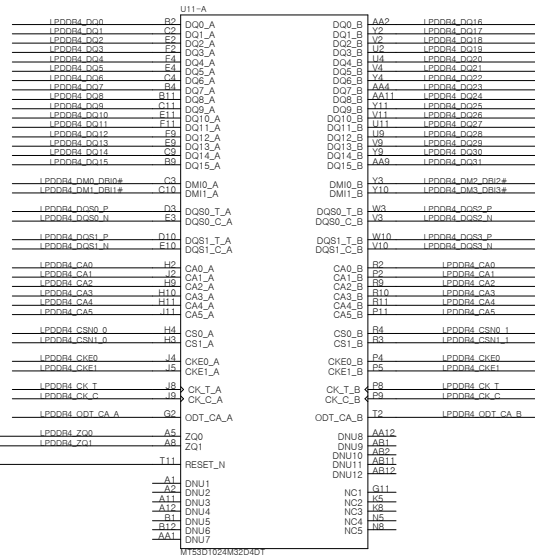 U11-A
LPDDR4_DQ0 B2 DQ0_A DQ0_B AA2 LPDDR4_DQ16
LPDDR4_DQ1 C2 DQ1_A DQ1_B Y2 LPDDR4_DQ17
LPDDR4_DQ2 E2 DQ2_A DQ2_B V2 LPDDR4_DQ18
LPDDR4_DQ3 F2 DQ3_A DQ3_B U2 LPDDR4_DQ19
LPDDR4_DQ4 F4 DQ4_A DQ4_B U4 LPDDR4_DQ20
LPDDR4_DQ5 E4 DQ5_A DQ5_B V4 LPDDR4_DQ21
LPDDR4_DQ6 C4 DQ6_A DQ6_B Y4 LPDDR4_DQ22
LPDDR4_DQ7 B4 DQ7_A DQ7_B AA4 LPDDR4_DQ23
LPDDR4_DQ8 B11 DQ8_A DQ8_B AA11 LPDDR4_DQ24
LPDDR4_DQ9 C11 DQ9_A DQ9_B Y11 LPDDR4_DQ25
LPDDR4_DQ10 E11 DQ10_A DQ10_B V11 LPDDR4_DQ26
LPDDR4_DQ11 F11 DQ11_A DQ11_B U11 LPDDR4_DQ27
LPDDR4_DQ12 F9 DQ12_A DQ12_B U9 LPDDR4_DQ28
LPDDR4_DQ13 E9 DQ13_A DQ13_B V9 LPDDR4_DQ29
LPDDR4_DQ14 C9 DQ14_A DQ14_B Y9 LPDDR4_DQ30
LPDDR4_DQ15 B9 DQ15_A DQ15_B AA9 LPDDR4_DQ31
LPDDR4_DM0_DBI0# C3 DMI0_A DMI0_B Y3 LPDDR4_DM2_DBI2#
LPDDR4_DM1_DBI1# C10 DMI1_A DMI1_B Y10 LPDDR4_DM3_DBI3#
LPDDR4_DQS0_P D3 DQS0_T_A DQS0_T_B W3 LPDDR4_DQS2_P
LPDDR4_DQS0_N E3 DQS0_C_A DQS0_C_B V3 LPDDR4_DQS2_N
LPDDR4_DQS1_P D10 DQS1_T_A DQS1_T_B W10 LPDDR4_DQS3_P
LPDDR4_DQS1_N E10 DQS1_C_A DQS1_C_B V10 LPDDR4_DQS3_N
LPDDR4_CA0 H2 CA0_A CA0_B R2 LPDDR4_CA0
LPDDR4_CA1 J2 CA1_A CA1_B P2 LPDDR4_CA1
LPDDR4_CA2 H9 CA2_A CA2_B R9 LPDDR4_CA2
LPDDR4_CA3 H10 CA3_A CA3_B R10 LPDDR4_CA3
LPDDR4_CA4 H11 CA4_A CA4_B R11 LPDDR4_CA4
LPDDR4_CA5 J11 CA5_A CA5_B P11 LPDDR4_CA5
LPDDR4_CSN0_0 H4 CS0_A CS0_B R4 LPDDR4_CSN0_1
LPDDR4_CSN1_0 H3 CS1_A CS1_B R3 LPDDR4_CSN1_1
LPDDR4_CKE0 J4 CKE0_A CKE0_B P4 LPDDR4_CKE0
LPDDR4_CKE1 J5 CKE1_A CKE1_B P5 LPDDR4_CKE1
LPDDR4_CK_T J8 CK_T_A CK_T_B P8 LPDDR4_CK_T
LPDDR4_CK_C J9 CK_C_A CK_C_B P9 LPDDR4_CK_C
LPDDR4_ODT_CA_A G2 ODT_CA_A ODT_CA_B T2 LPDDR4_ODT_CA_B
LPDDR4_ZQ0 A5 ZQ0 DNU8 AA12
LPDDR4_ZQ1 A8 ZQ1 DNU9 AB1
DNU10 AB2
T11 RESET_N DNU11 AB11
DNU12 AB12
A1 DNU1
A2 DNU2 NC1 G11
A11 DNU3 NC2 K5
A12 DNU4 NC3 K8
B1 DNU5 NC4 N5
B12 DNU6 NC5 N8
AA1 DNU7
MT53D1024M32D4DT